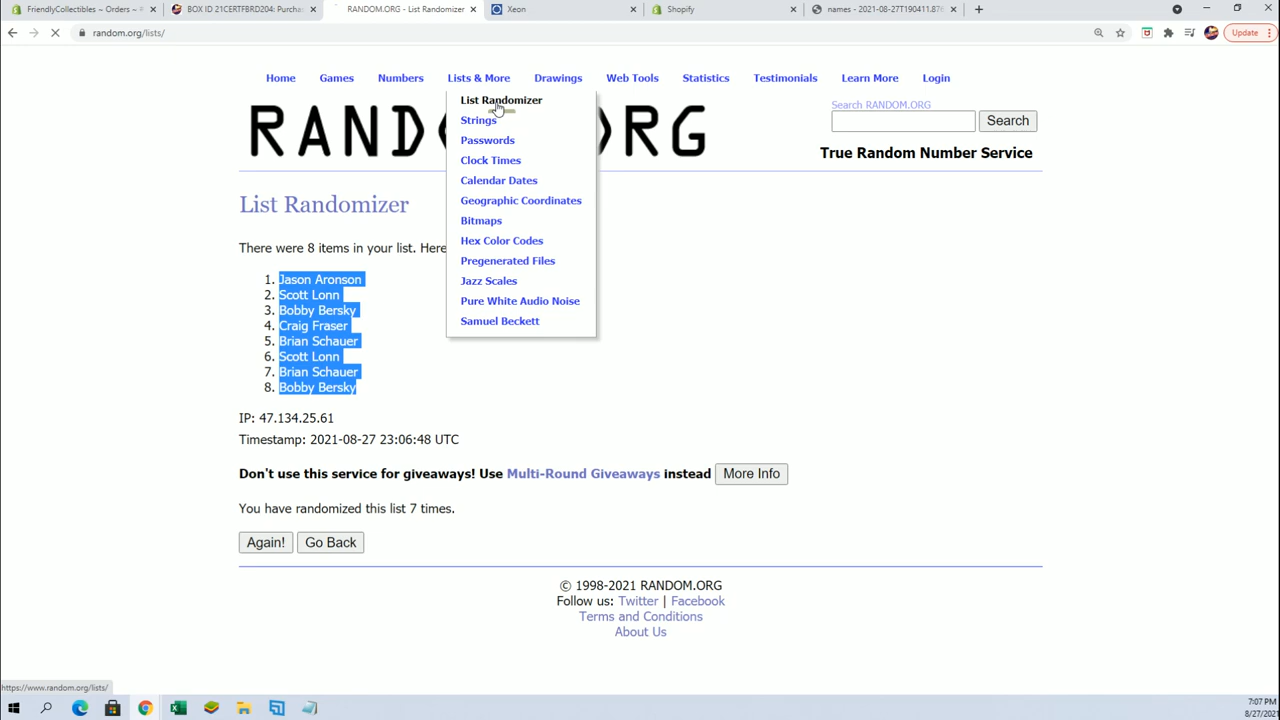 FriendlyCollectibles ~ Orders ~
BOX ID 21CERTFBRD204: Purcha
RANDOM.ORG - List Randomizer
Xeon
Shopify
names - 2021-08-27T190411.87
random.org/lists/
Update
Home Games Numbers Lists & More Drawings Web Tools Statistics Testimonials Learn More Login
List Randomizer
Strings
Passwords
Clock Times
Calendar Dates
Geographic Coordinates
Bitmaps
Hex Color Codes
Pregenerated Files
Jazz Scales
Pure White Audio Noise
Samuel Beckett
Search RANDOM.ORG
Search
True Random Number Service
List Randomizer
There were 8 items in your list. Here
1. Jason Aronson
2. Scott Lonn
3. Bobby Bersky
4. Craig Fraser
5. Brian Schauer
6. Scott Lonn
7. Brian Schauer
8. Bobby Bersky
IP: 47.134.25.61
Timestamp: 2021-08-27 23:06:48 UTC
Don't use this service for giveaways! Use Multi-Round Giveaways instead More Info
You have randomized this list 7 times.
Again! Go Back
© 1998-2021 RANDOM.ORG
Follow us: Twitter | Facebook
Terms and Conditions
About Us
https://www.random.org/lists/
7:07 PM
8/27/2021